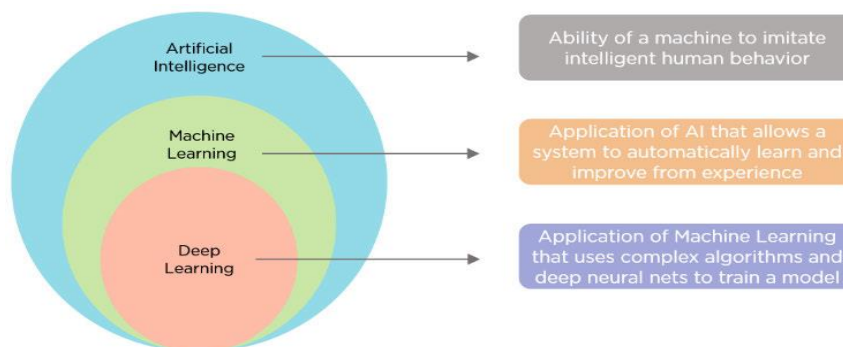 Artificial
Intelligence
Ability of a machine to imitate
intelligent human behavior
Machine
Learning
Application of AI that allows a
system to automatically learn and
improve from experience
Deep
Learning
Application of Machine Learning
that uses complex algorithms and
deep neural nets to train a model